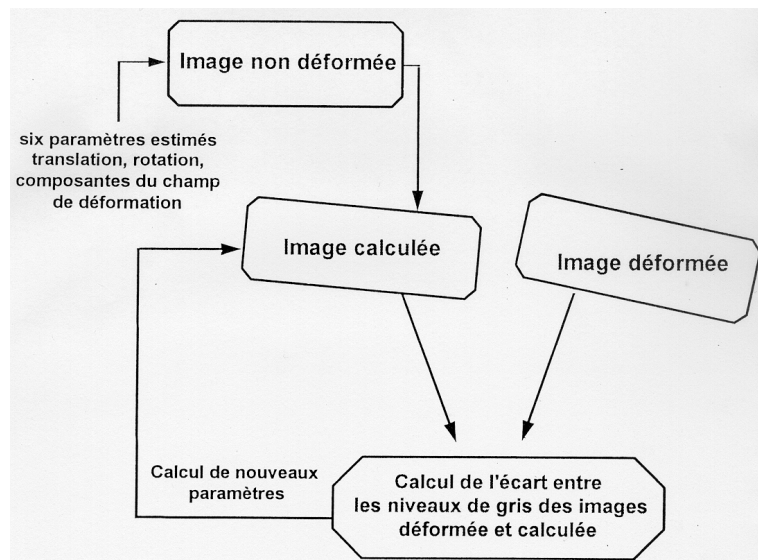 Image non déformée
six paramètres estimés
translation, rotation,
composantes du champ
de déformation
Image calculée
Image déformée
Calcul de nouveaux
paramètres
Calcul de l'écart entre
les niveaux de gris des images
déformée et calculée